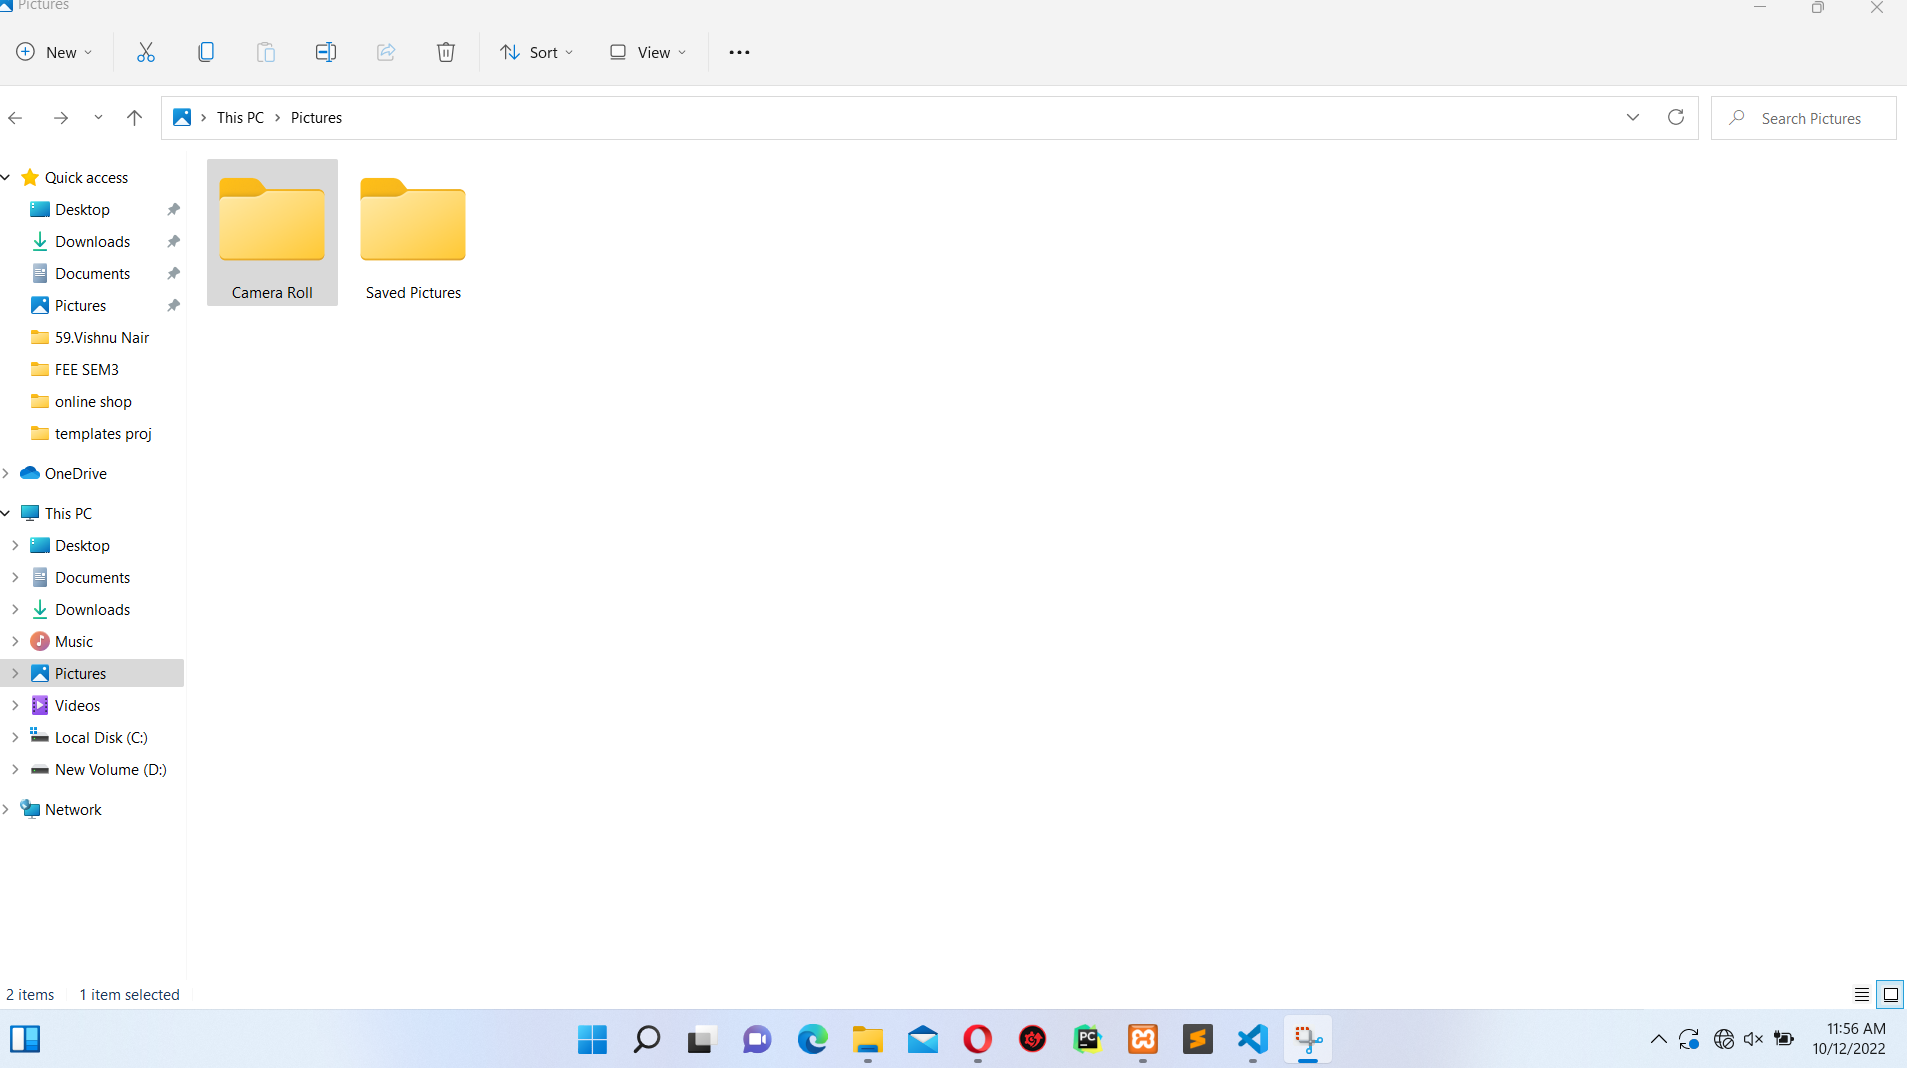 Pictures
New
Sort
View
This PC
Pictures
Search Pictures
Quick access
Desktop
Downloads
Documents
Pictures
59.Vishnu Nair
FEE SEM3
online shop
templates proj
OneDrive
This PC
Desktop
Documents
Downloads
Music
Pictures
Videos
Local Disk (C:)
New Volume (D:)
Network
Camera Roll
Saved Pictures
2 items
1 item selected
PC
11:56 AM
10/12/2022